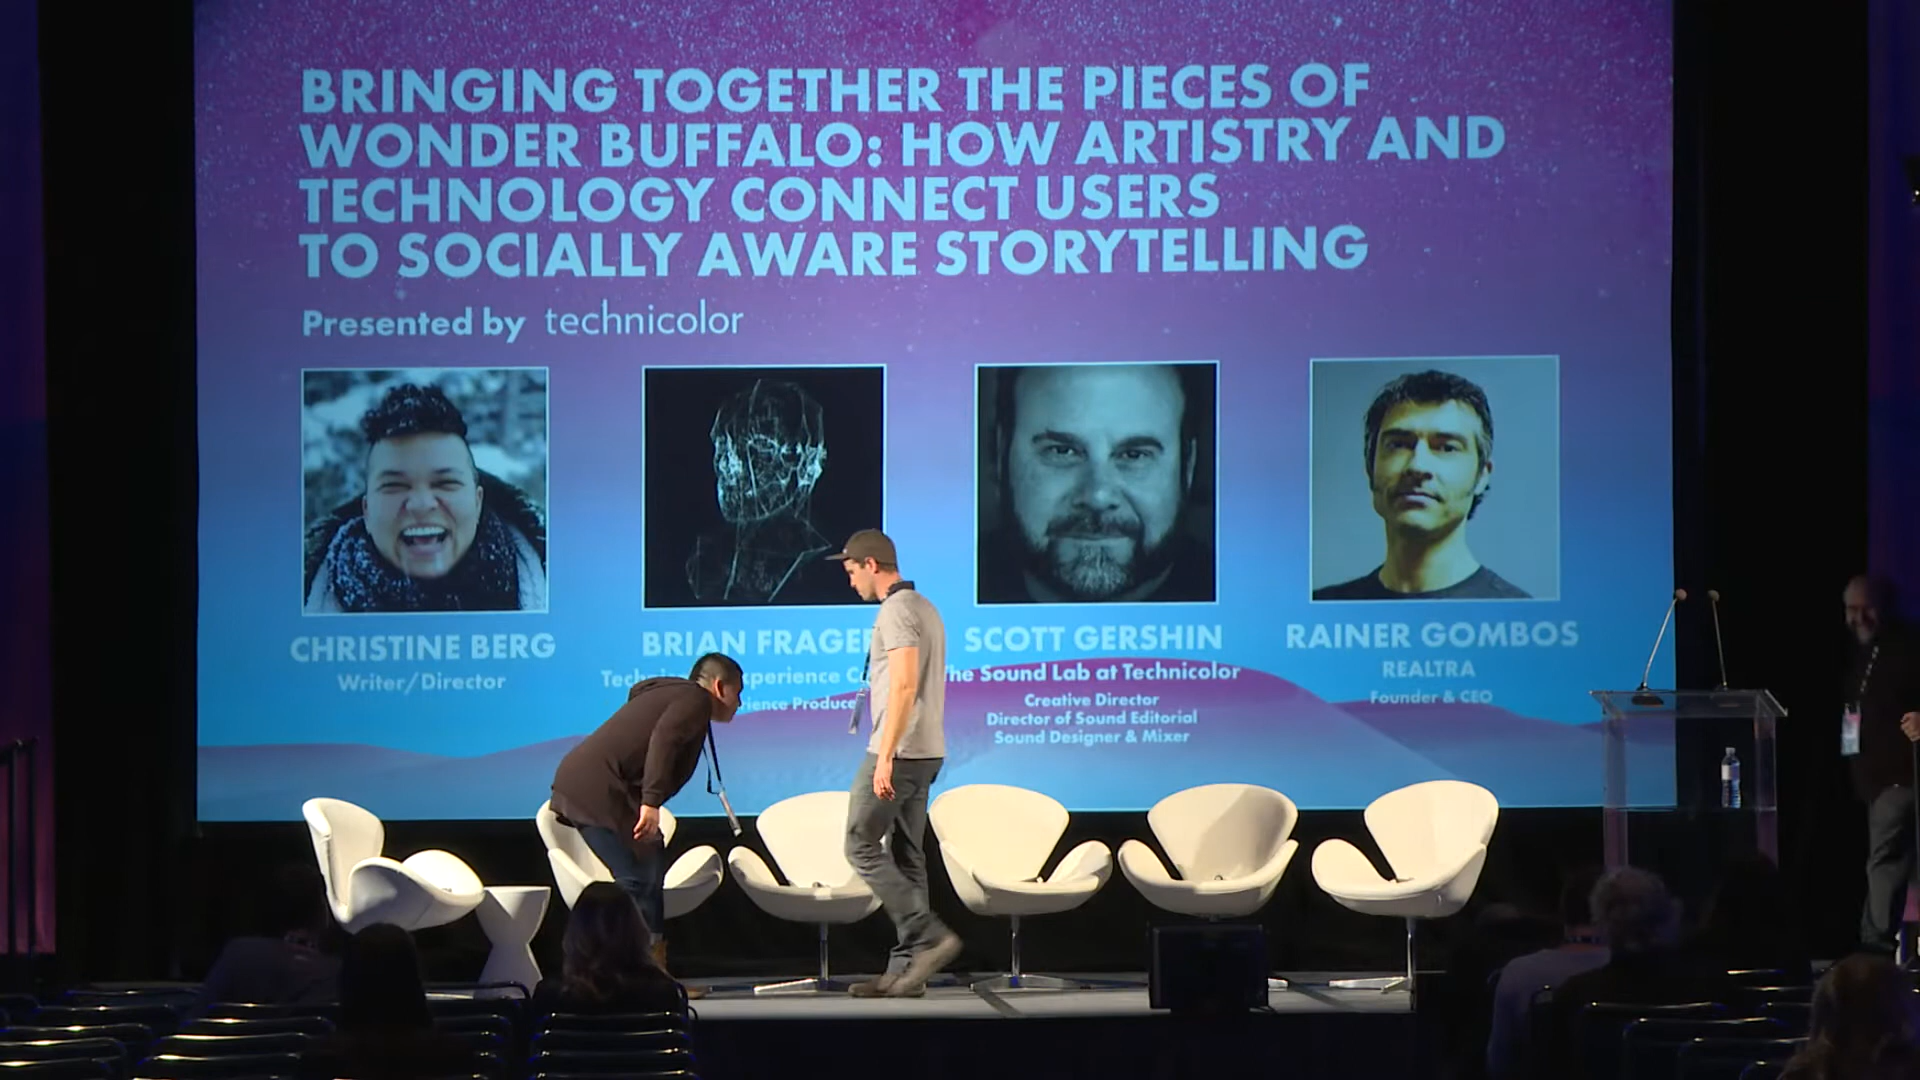 BRINGING TOGETHER THE PIECES OF
WONDER BUFFALO: HOW ARTISTRY AND
TECHNOLOGY CONNECT USERS
TO SOCIALLY AWARE STORYTELLING
Presented by technicolor
CHRISTINE BERG
Writer/Director
BRIAN
Experience
SCOTT GERSHIN
The Sound Lab at Technicolor
Creative Director
Director of Sound Editorial
Sound Designer & Mixer
RAINER GOMBOS
REALTRA
Founder & CEO